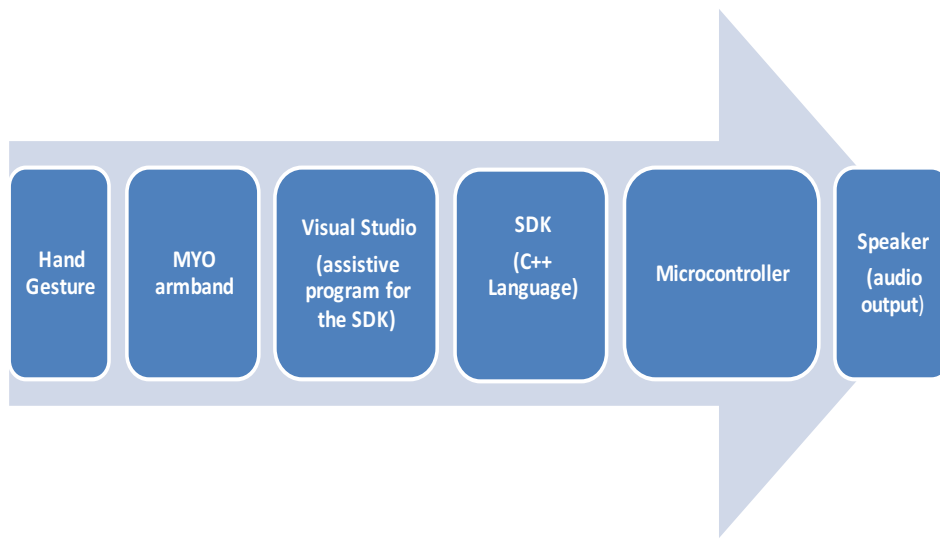 Hand
Gesture
MYO
armband
Visual Studio
(assistive
program for
the SDK)
SDK
(C++
Language)
Microcontroller
Speaker
(audio
output)